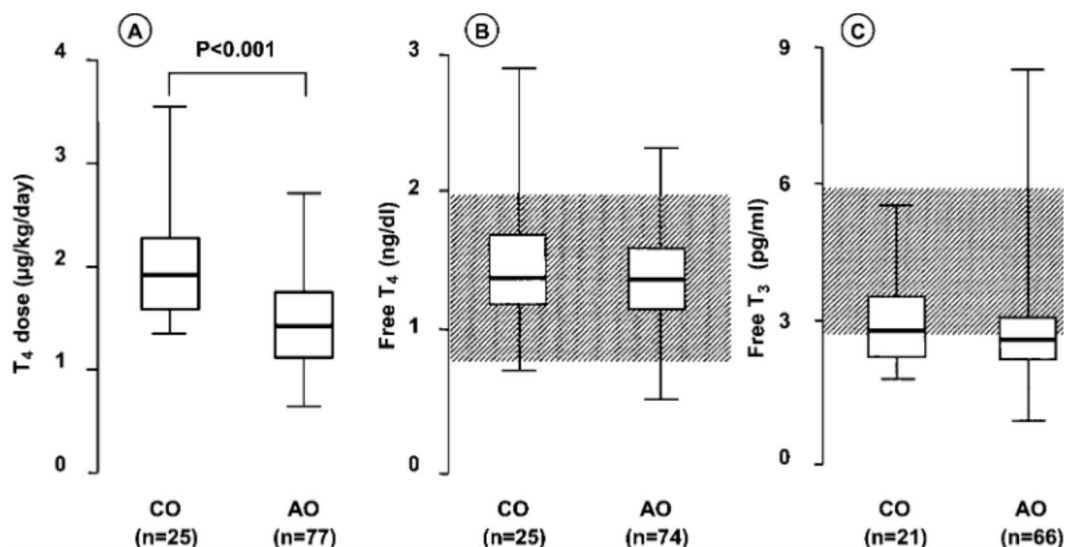 A
P<0.001
T4 dose (µg/kg/day)
4
3
2
1
0
CO
(n=25)
AO
(n=77)
B
Free T4 (ng/dl)
3
2
1
0
CO
(n=25)
AO
(n=74)
C
Free T3 (pg/ml)
9
6
3
0
CO
(n=21)
AO
(n=66)